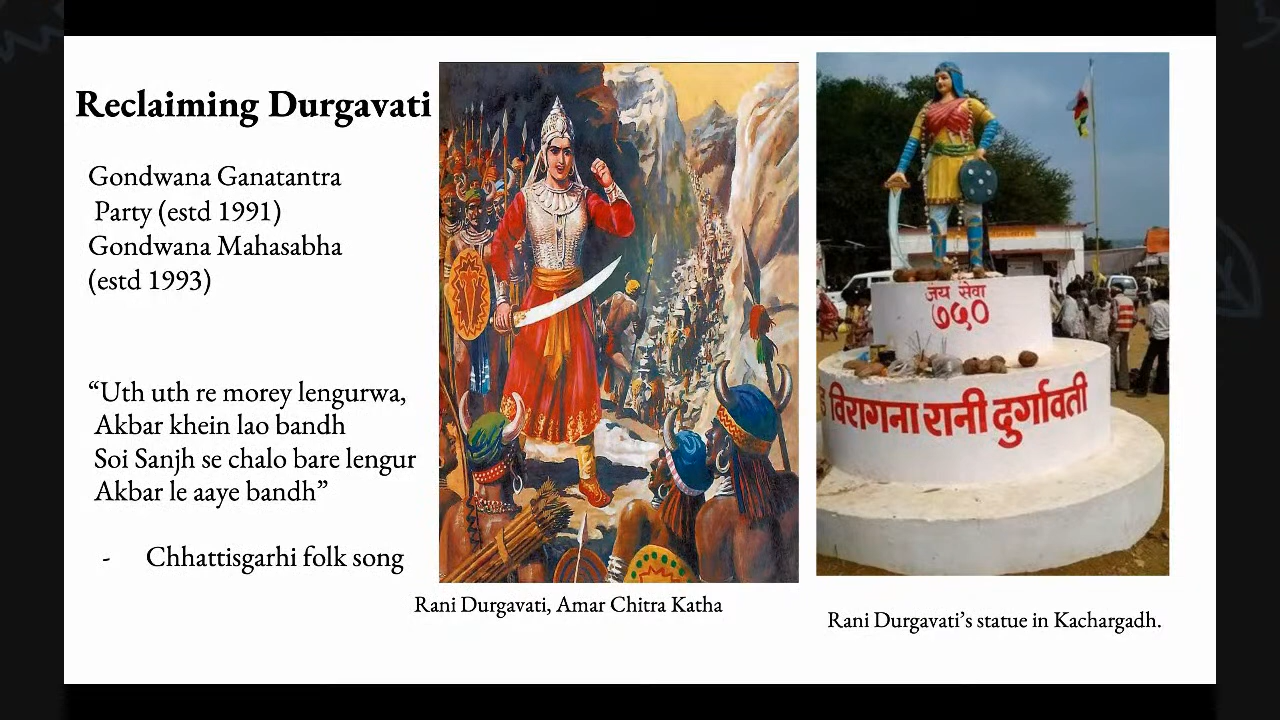 Reclaiming Durgavati
Gondwana Ganatantra
Party (estd 1991)
Gondwana Mahasabha
(estd 1993)
“Uth uth re morey lengurwa,
Akbar khein lao bandh
Soi Sanjh se chalo bare lengur
Akbar le aaye bandh”
- Chhattisgarhi folk song
Rani Durgavati, Amar Chitra Katha
जय सेवा
७५०
विरागना रानी दुर्गावती
Rani Durgavati’s statue in Kachargadh.